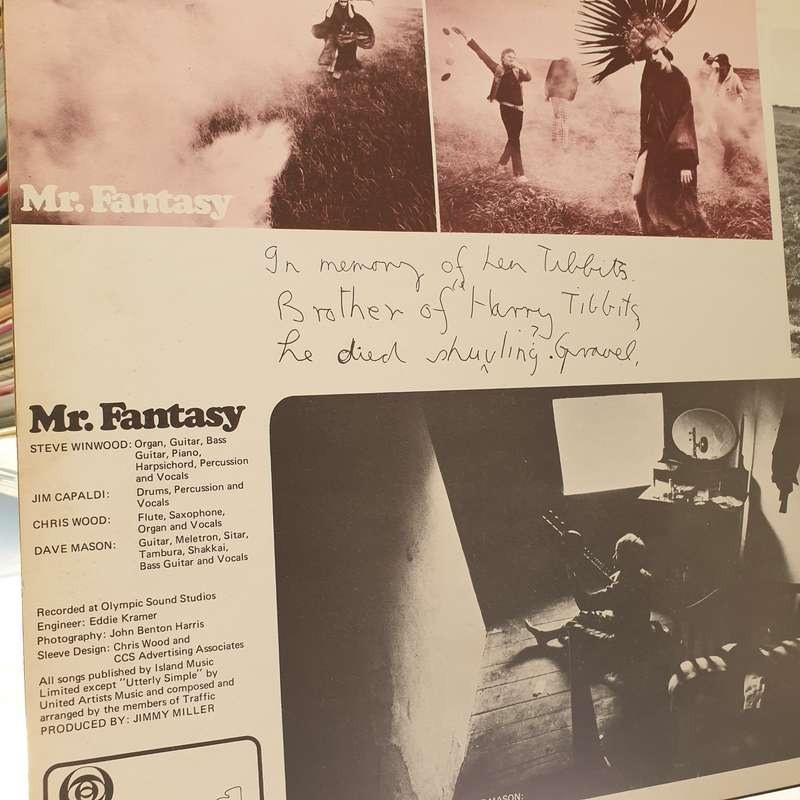 Mr. Fantasy
In memory of Len Tibbits.
Brother of Harry Tibbits
he died shuvling. Gravel.
Mr. Fantasy
STEVE WINWOOD: Organ, Guitar, Bass
Guitar, Piano,
Harpsichord, Percussion
and Vocals
JIM CAPALDI: Drums, Percussion and
Vocals
CHRIS WOOD: Flute, Saxophone,
Organ and Vocals
DAVE MASON: Guitar, Meletron, Sitar,
Tambura, Shakkai,
Bass Guitar and Vocals
Recorded at Olympic Sound Studios
Engineer: Eddie Kramer
Photography: John Benton Harris
Sleeve Design: Chris Wood and
CCS Advertising Associates
All songs published by Island Music
Limited except "Utterly Simple" by
United Artists Music and composed and
arranged by the members of Traffic
PRODUCED BY: JIMMY MILLER
MASON: